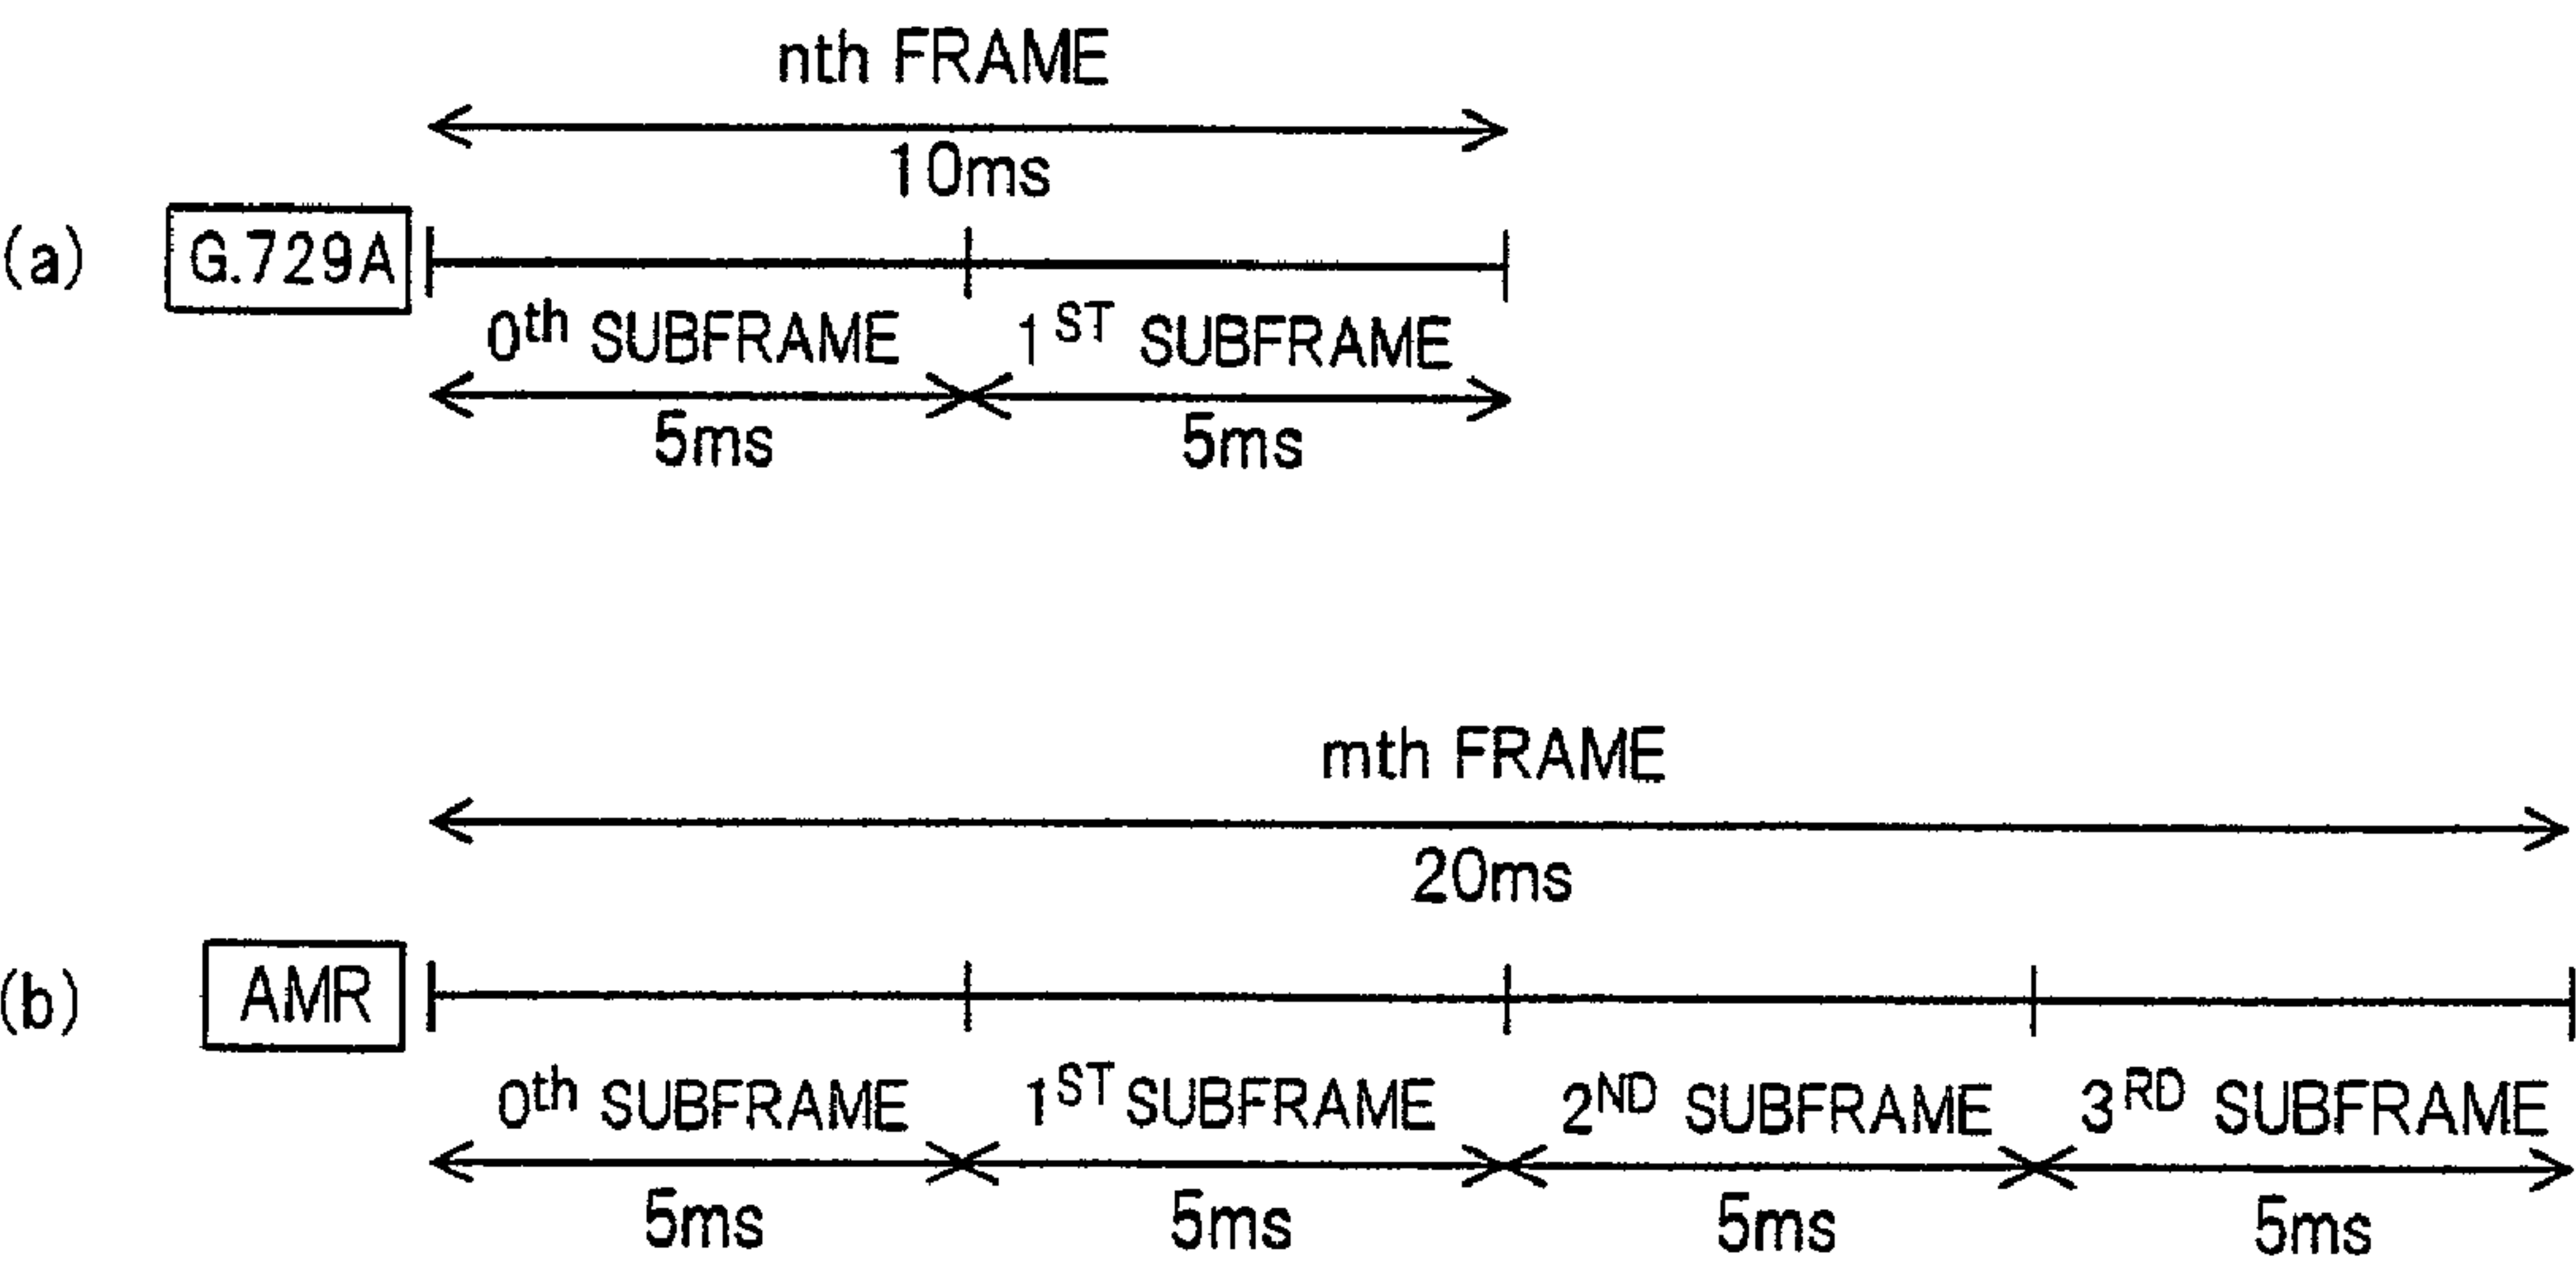 nth FRAME
10ms
(a) G.729A
0th SUBFRAME 1ST SUBFRAME
5ms 5ms
mth FRAME
20ms
(b) AMR
0th SUBFRAME 1ST SUBFRAME 2ND SUBFRAME 3RD SUBFRAME
5ms 5ms 5ms 5ms